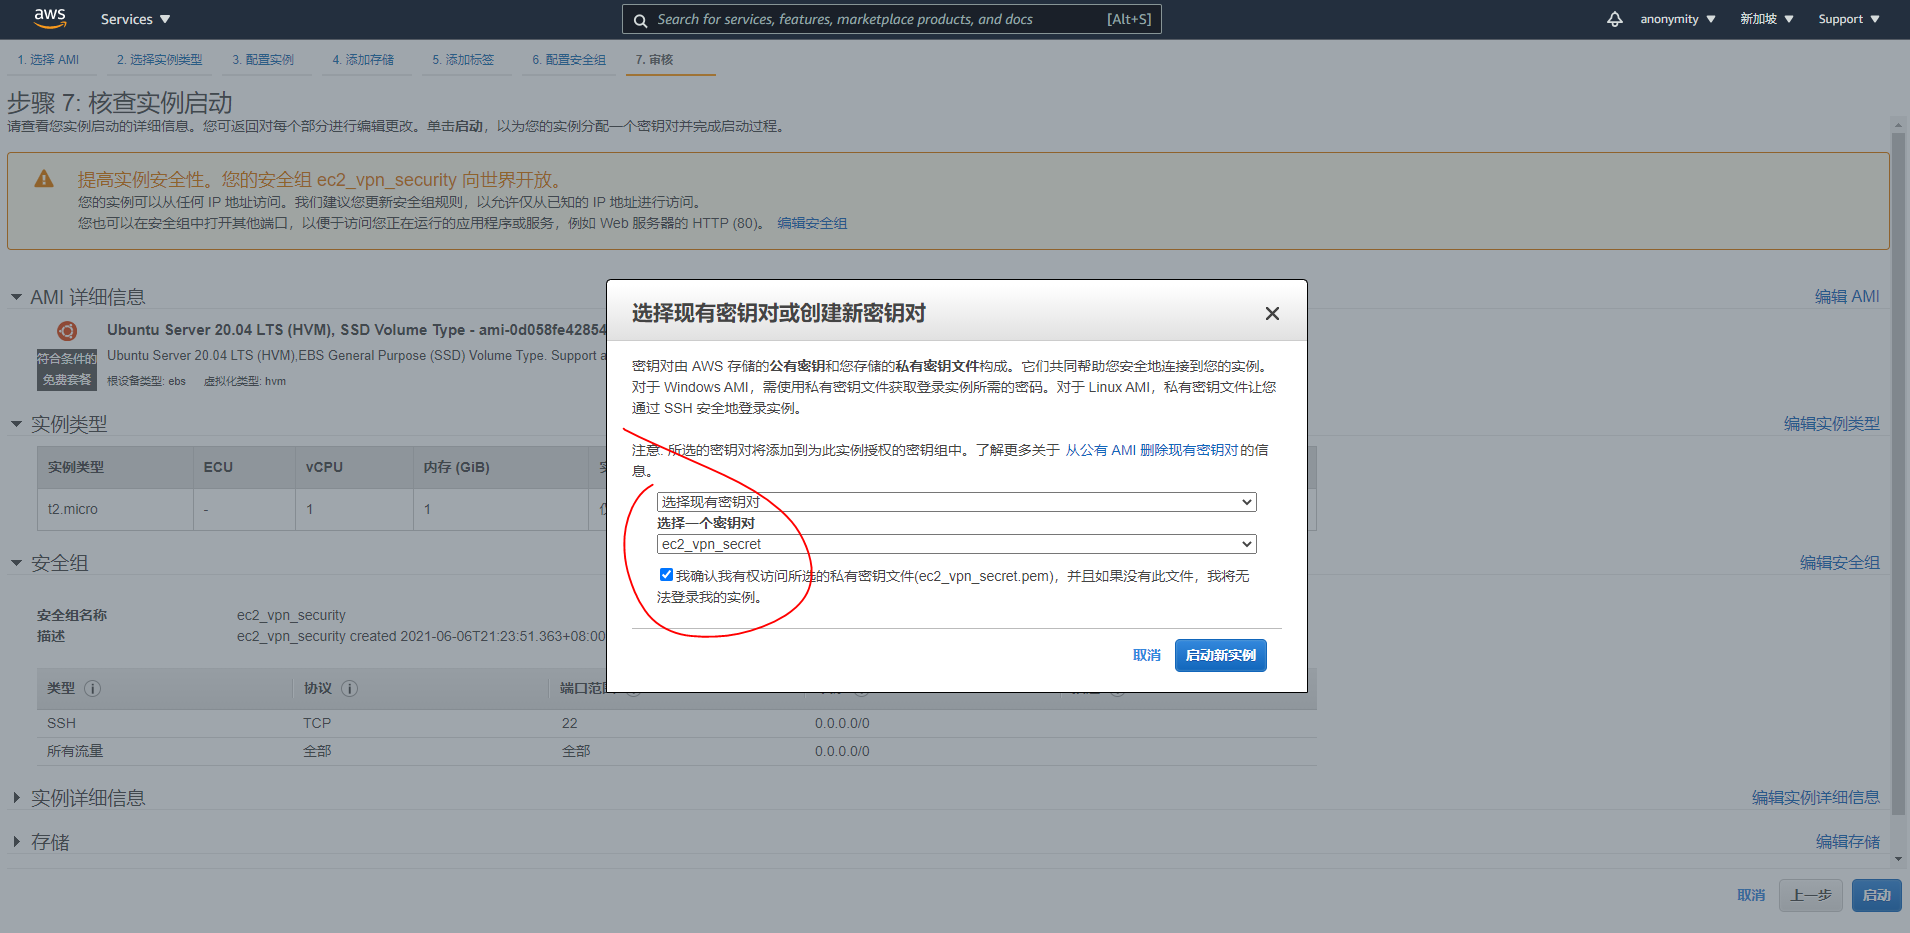 aws Services Search for services, features, marketplace products, and docs [Alt+S] anonymity 新加坡 Support
1. 选择 AMI 2. 选择实例类型 3. 配置实例 4. 添加存储 5. 添加标签 6. 配置安全组 7. 审核
步骤 7: 核查实例启动
请查看您实例启动的详细信息。您可返回对每个部分进行编辑更改。单击启动，以为您的实例分配一个密钥对并完成启动过程。
提高实例安全性。您的安全组 ec2_vpn_security 向世界开放。
您的实例可以从任何 IP 地址访问。我们建议您更新安全组规则，以允许仅从已知的 IP 地址进行访问。
您也可以在安全组中打开其他端口，以便于访问您正在运行的应用程序或服务，例如 Web 服务器的 HTTP (80)。 编辑安全组
AMI 详细信息 编辑 AMI
Ubuntu Server 20.04 LTS (HVM), SSD Volume Type - ami-0d058fe42854
符合条件的
免费套餐
Ubuntu Server 20.04 LTS (HVM),EBS General Purpose (SSD) Volume Type. Support a
根设备类型: ebs 虚拟化类型: hvm
实例类型 编辑实例类型
实例类型 ECU vCPU 内存 (GiB)
t2.micro - 1 1
安全组 编辑安全组
安全组名称 ec2_vpn_security
描述 ec2_vpn_security created 2021-06-06T21:23:51.363+08:00
类型 协议 端口范围
SSH TCP 22 0.0.0.0/0
所有流量 全部 全部 0.0.0.0/0
实例详细信息 编辑实例详细信息
存储 编辑存储
取消 上一步 启动
选择现有密钥对或创建新密钥对
密钥对由 AWS 存储的公有密钥和您存储的私有密钥文件构成。它们共同帮助您安全地连接到您的实例。
对于 Windows AMI，需使用私有密钥文件获取登录实例所需的密码。对于 Linux AMI，私有密钥文件让您
通过 SSH 安全地登录实例。
注意: 所选的密钥对将添加到为此实例授权的密钥组中。了解更多关于 从公有 AMI 删除现有密钥对的信
息。
选择现有密钥对
选择一个密钥对
ec2_vpn_secret
我确认我有权访问所选的私有密钥文件(ec2_vpn_secret.pem)，并且如果没有此文件，我将无
法登录我的实例。
取消 启动新实例